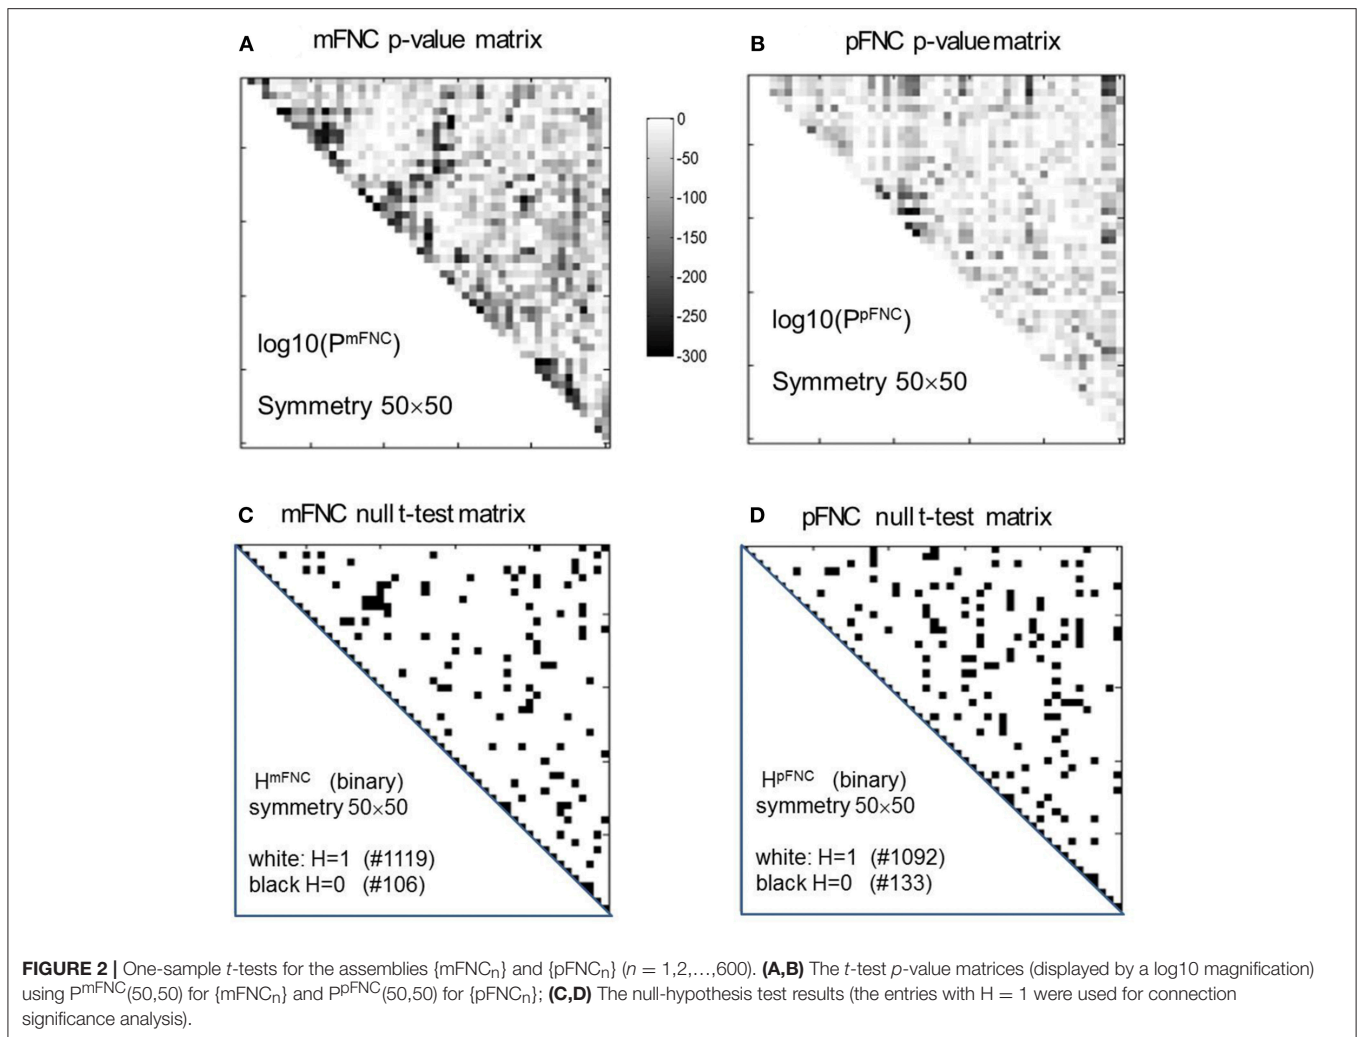 A
mFNC p-value matrix
B
pFNC p-value matrix
0
-50
-100
-150
-200
-250
-300
log10(P^mFNC)
Symmetry 50×50
log10(P^pFNC)
Symmetry 50×50
C
mFNC null t-test matrix
D
pFNC null t-test matrix
H^mFNC (binary)
symmetry 50×50
white: H=1 (#1119)
black H=0 (#106)
H^pFNC (binary)
symmetry 50×50
white: H=1 (#1092)
black H=0 (#133)
FIGURE 2 | One-sample t-tests for the assemblies {mFNCn} and {pFNCn} (n = 1,2,…,600). (A,B) The t-test p-value matrices (displayed by a log10 magnification)
using P^mFNC(50,50) for {mFNCn} and P^pFNC(50,50) for {pFNCn}; (C,D) The null-hypothesis test results (the entries with H = 1 were used for connection
significance analysis).